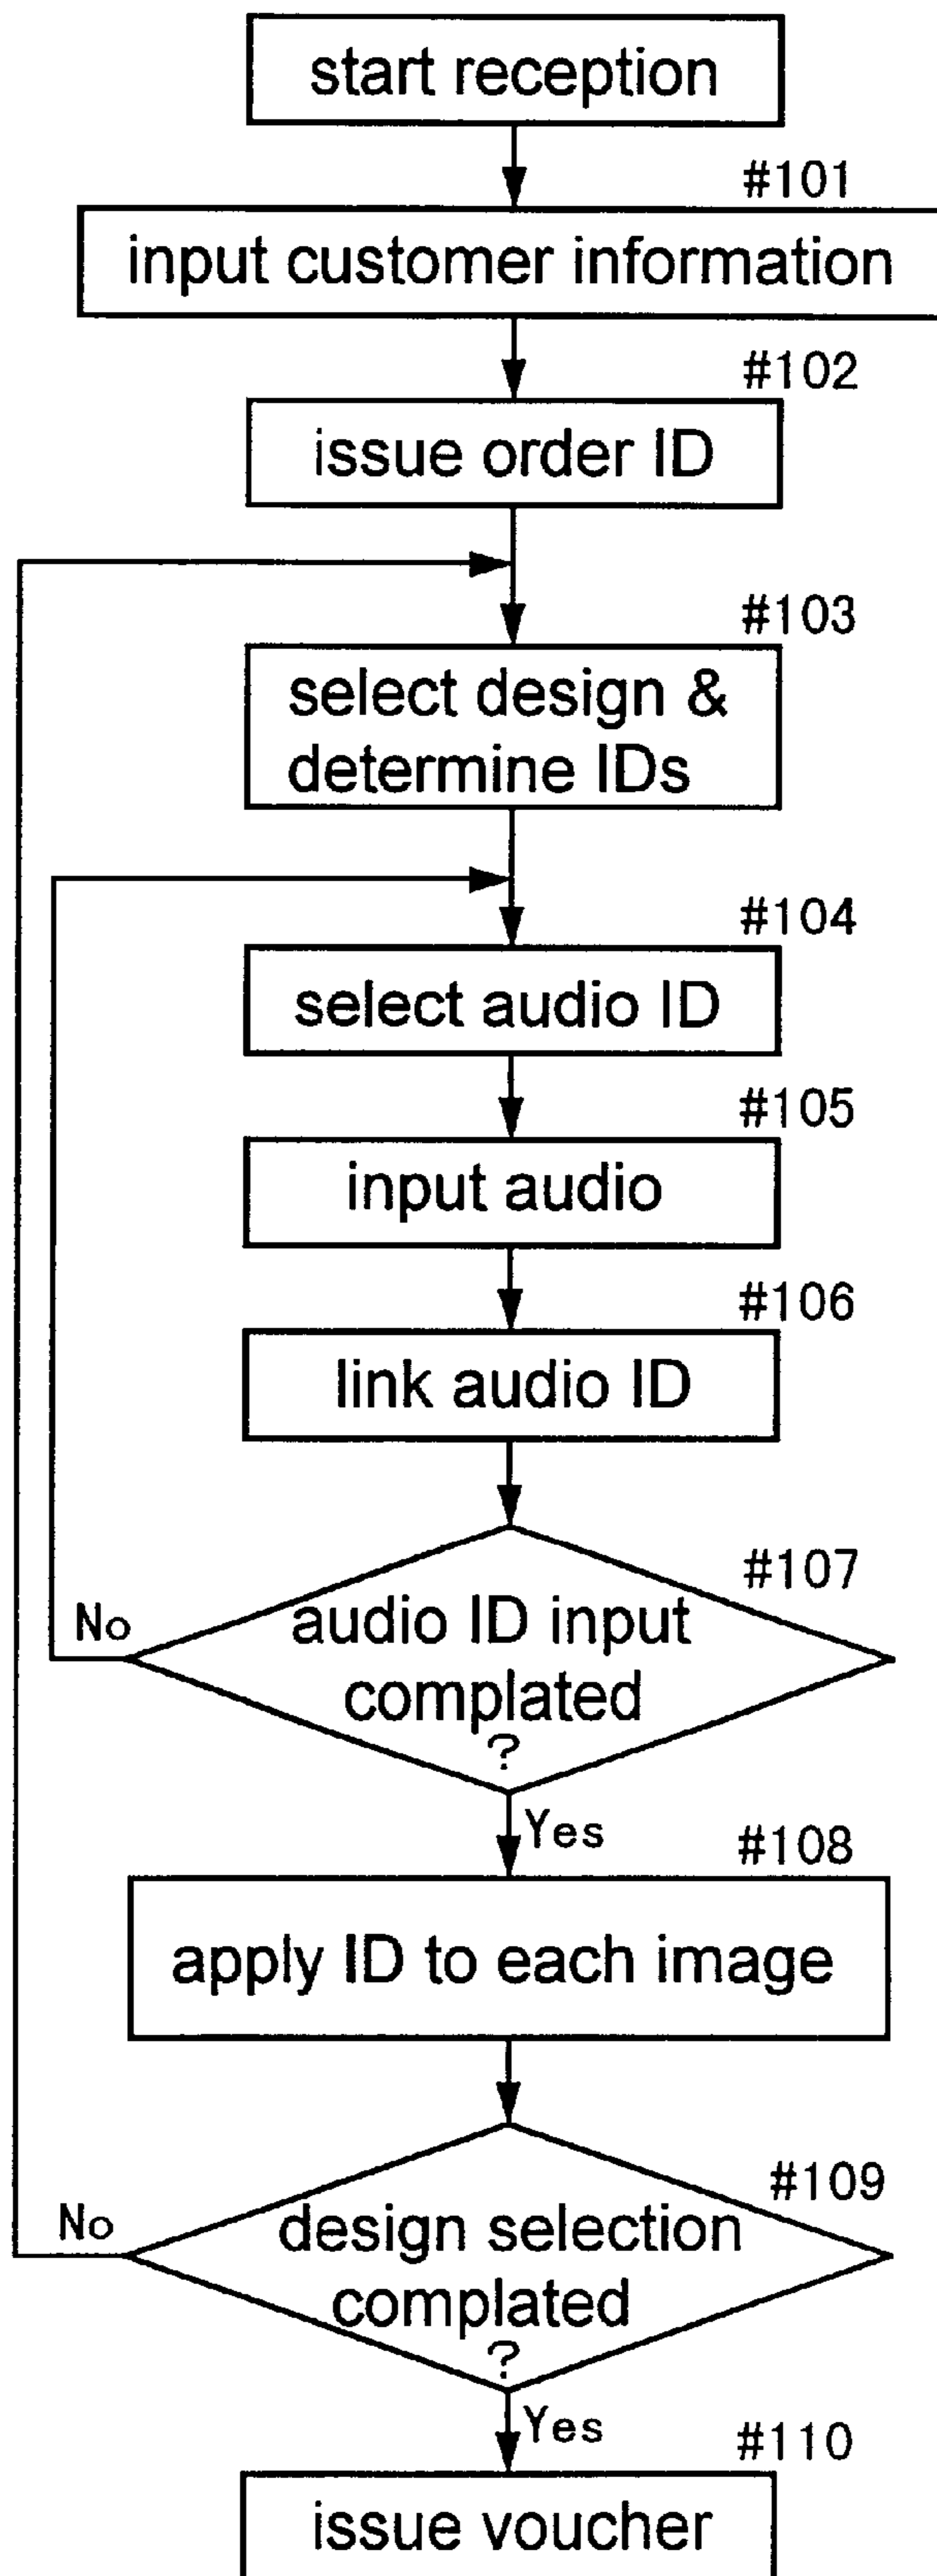 start reception
#101
input customer information
#102
issue order ID
#103
select design &
determine IDs
#104
select audio ID
#105
input audio
#106
link audio ID
#107
No
audio ID input
complated
?
Yes
#108
apply ID to each image
#109
No
design selection
complated
?
Yes
#110
issue voucher